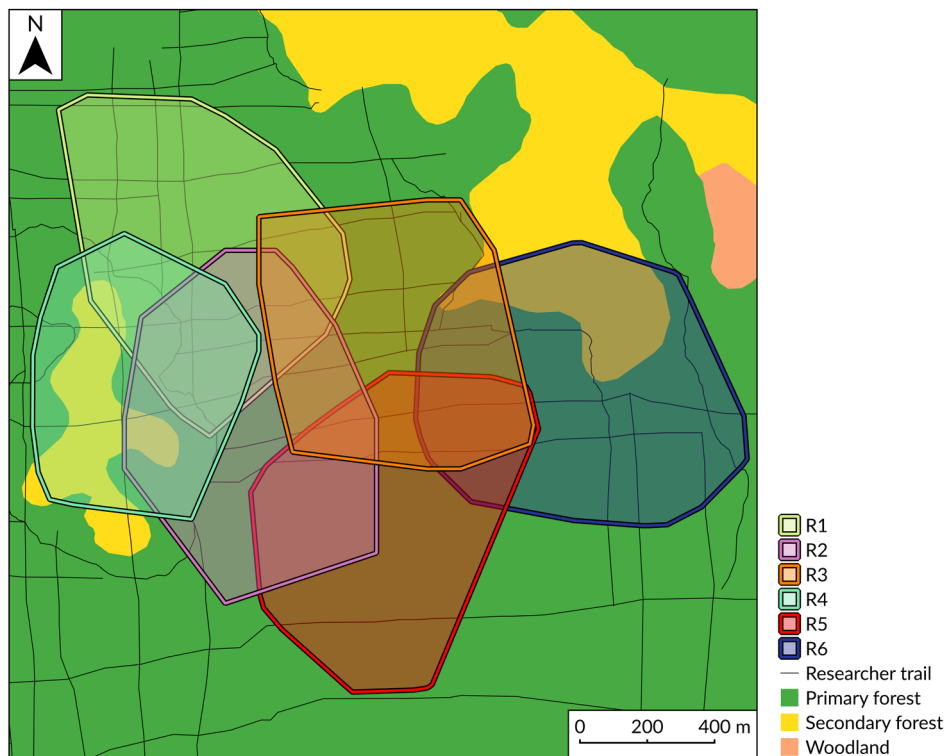 N
R1
R2
R3
R4
R5
R6
Researcher trail
Primary forest
Secondary forest
Woodland
0 200 400 m